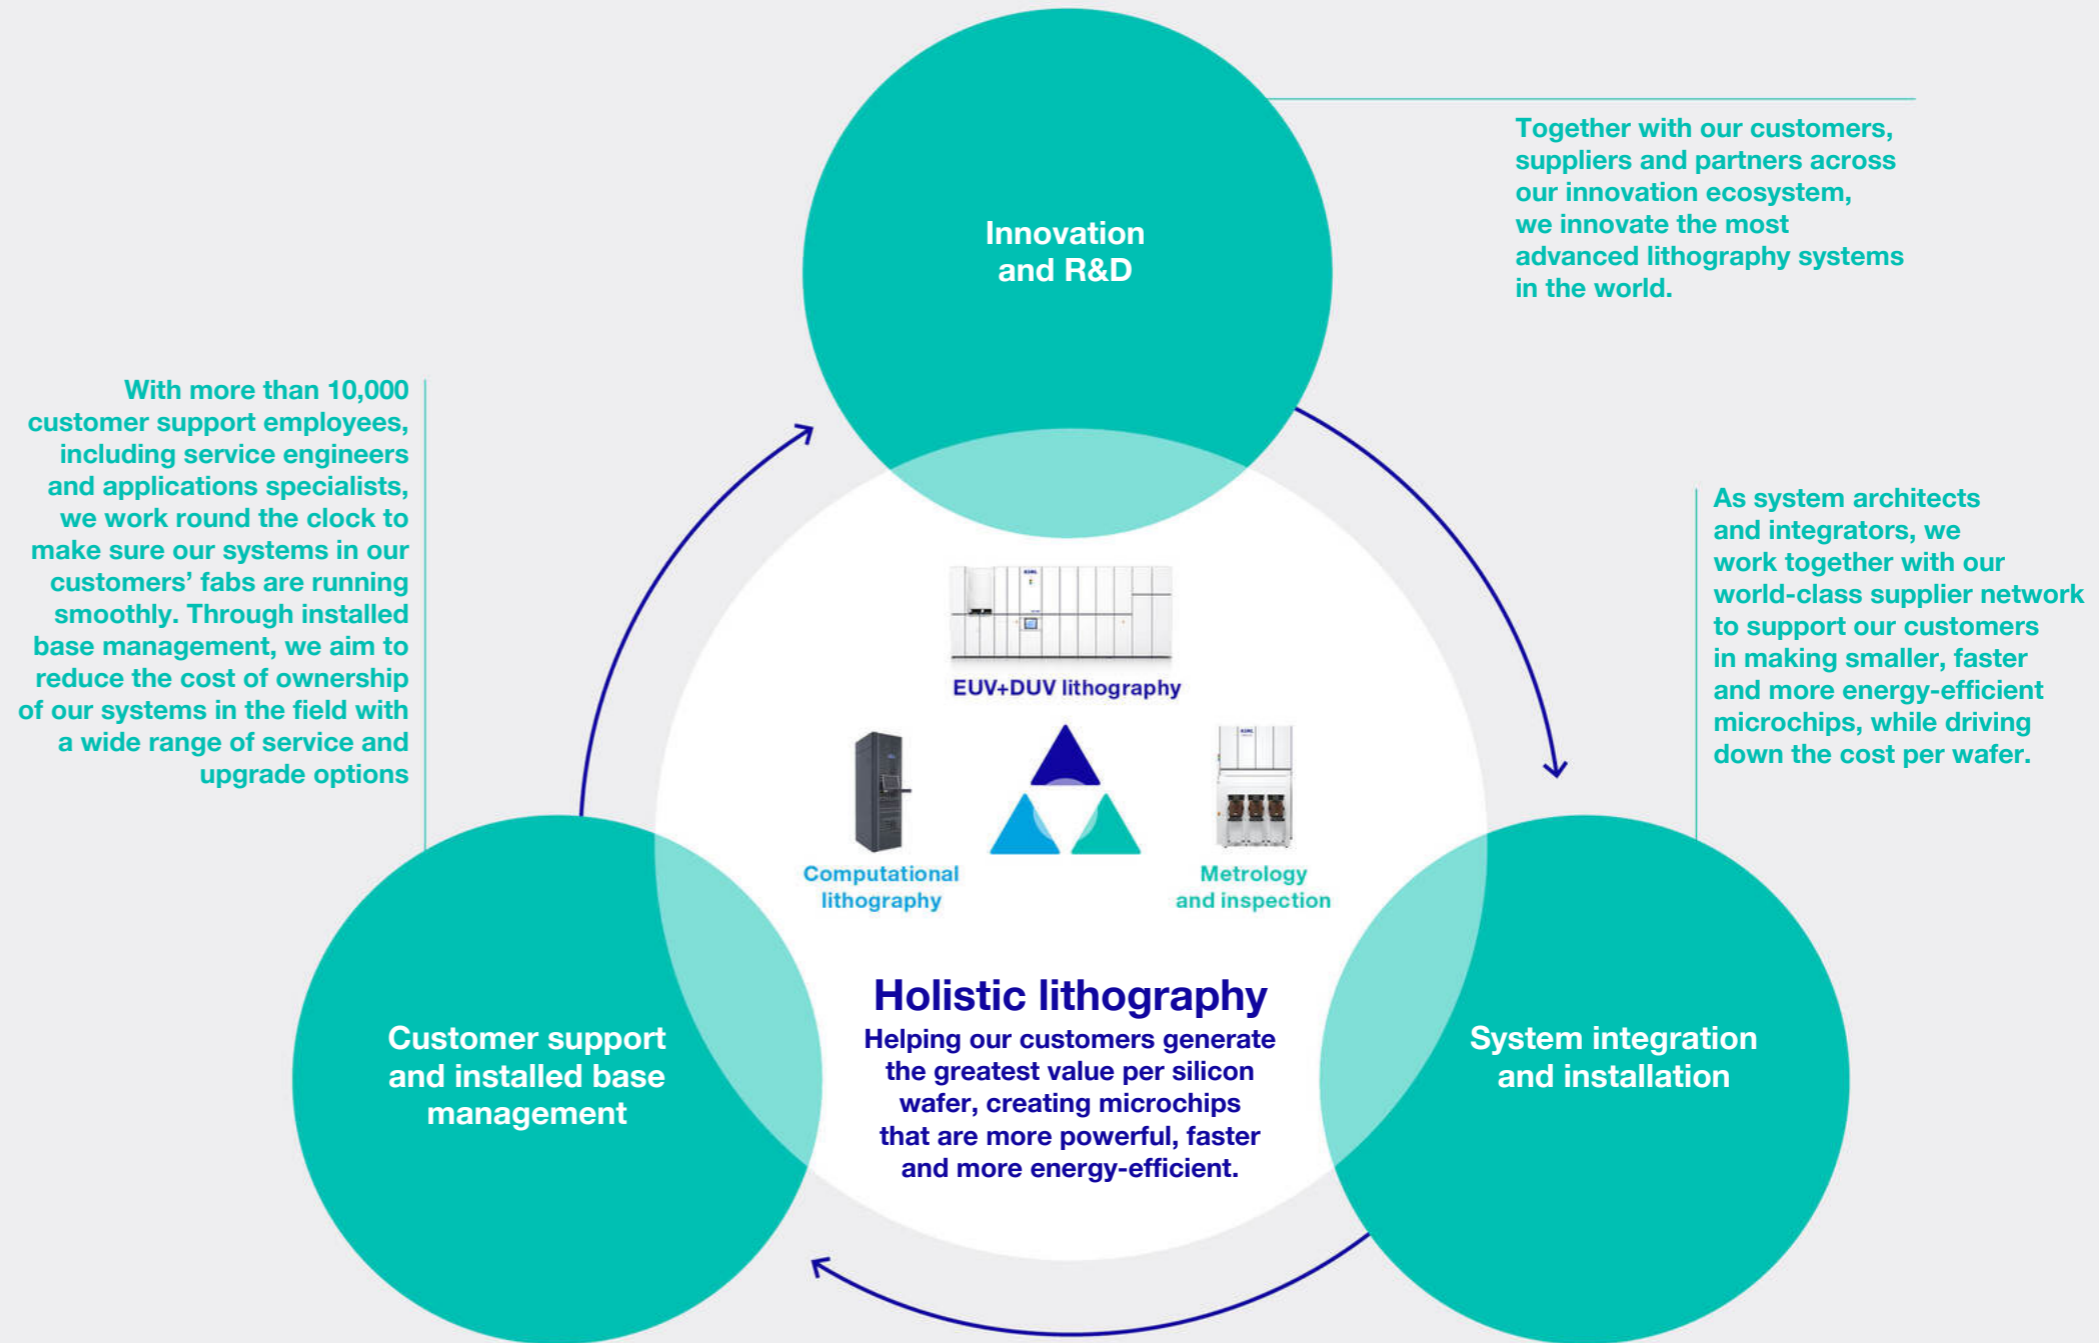 Innovation
and R&D
Together with our customers,
suppliers and partners across
our innovation ecosystem,
we innovate the most
advanced lithography systems
in the world.
With more than 10,000
customer support employees,
including service engineers
and applications specialists,
we work round the clock to
make sure our systems in our
customers’ fabs are running
smoothly. Through installed
base management, we aim to
reduce the cost of ownership
of our systems in the field with
a wide range of service and
upgrade options
As system architects
and integrators, we
work together with our
world-class supplier network
to support our customers
in making smaller, faster
and more energy-efficient
microchips, while driving
down the cost per wafer.
ASML
EUV+DUV lithography
ASML
Computational
lithography
Metrology
and inspection
Holistic lithography
Helping our customers generate
the greatest value per silicon
wafer, creating microchips
that are more powerful, faster
and more energy-efficient.
Customer support
and installed base
management
System integration
and installation